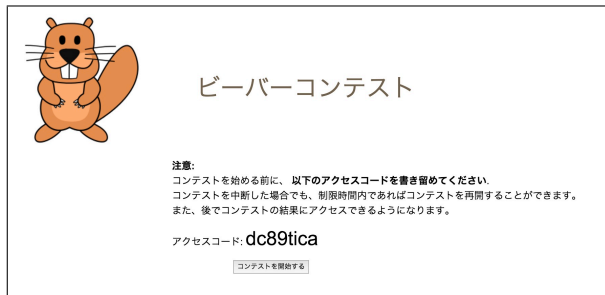 ビーバーコンテスト
注意:
コンテストを始める前に、 以下のアクセスコードを書き留めてください.
コンテストを中断した場合でも、制限時間内であればコンテストを再開することができます。
また、後でコンテストの結果にアクセスできるようになります。
アクセスコード: dc89tica
コンテストを開始する